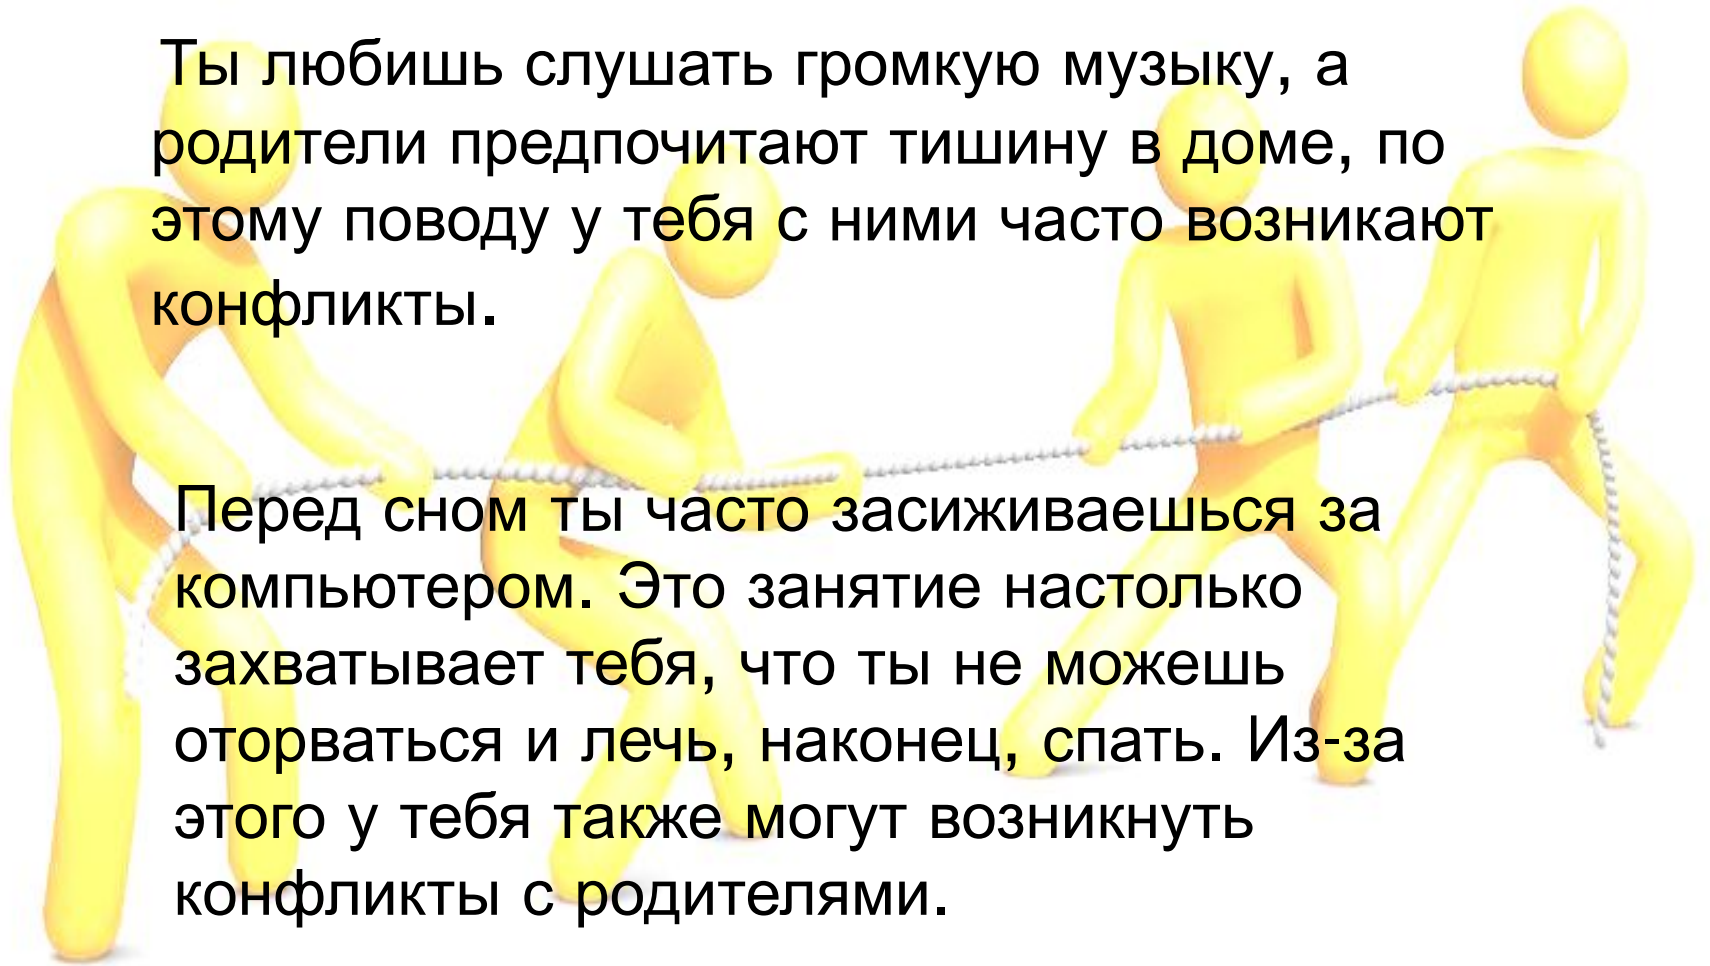 Ты любишь слушать громкую музыку, а
родители предпочитают тишину в доме, по
этому поводу у тебя с ними часто возникают
конфликты.
Перед сном ты часто засиживаешься за
компьютером. Это занятие настолько
захватывает тебя, что ты не можешь
оторваться и лечь, наконец, спать. Из-за
этого у тебя также могут возникнуть
конфликты с родителями.